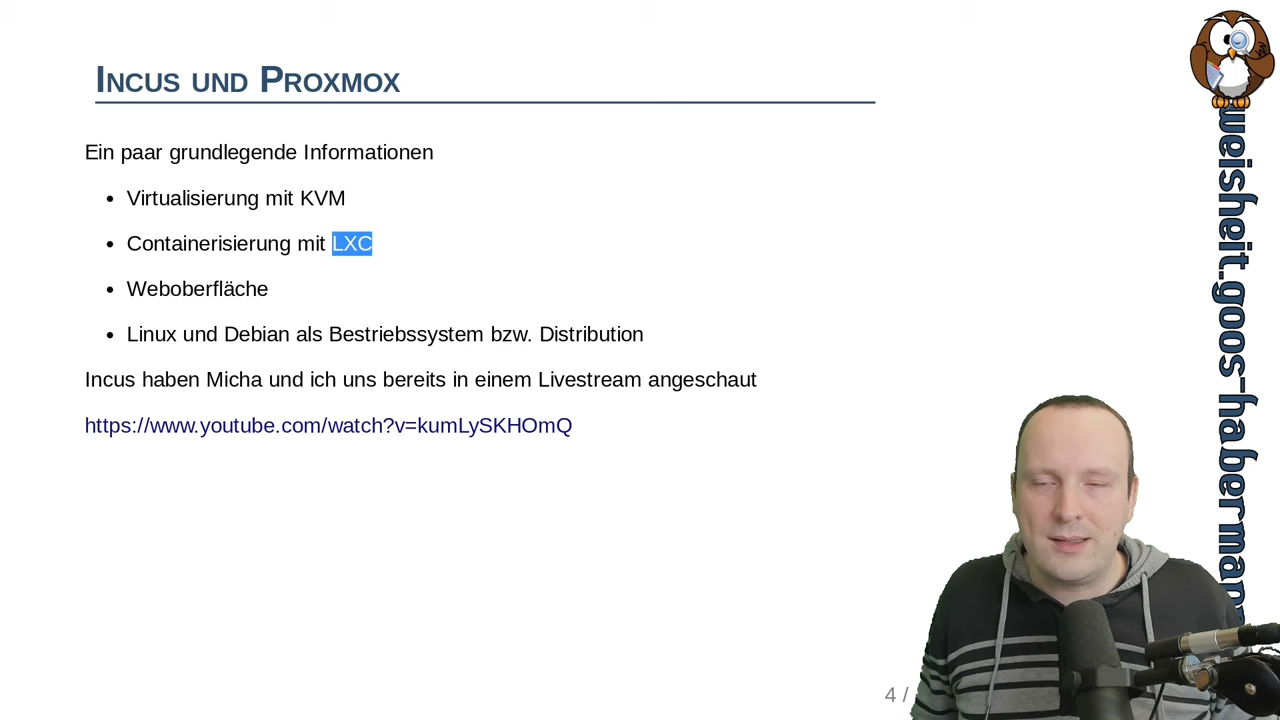 Incus und Proxmox
Ein paar grundlegende Informationen
Virtualisierung mit KVM
Containerisierung mit LXC
Weboberfläche
Linux und Debian als Bestriebssystem bzw. Distribution
Incus haben Micha und ich uns bereits in einem Livestream angeschaut
https://www.youtube.com/watch?v=kumLySKHOmQ
4 /
weisheit.goos-haberman